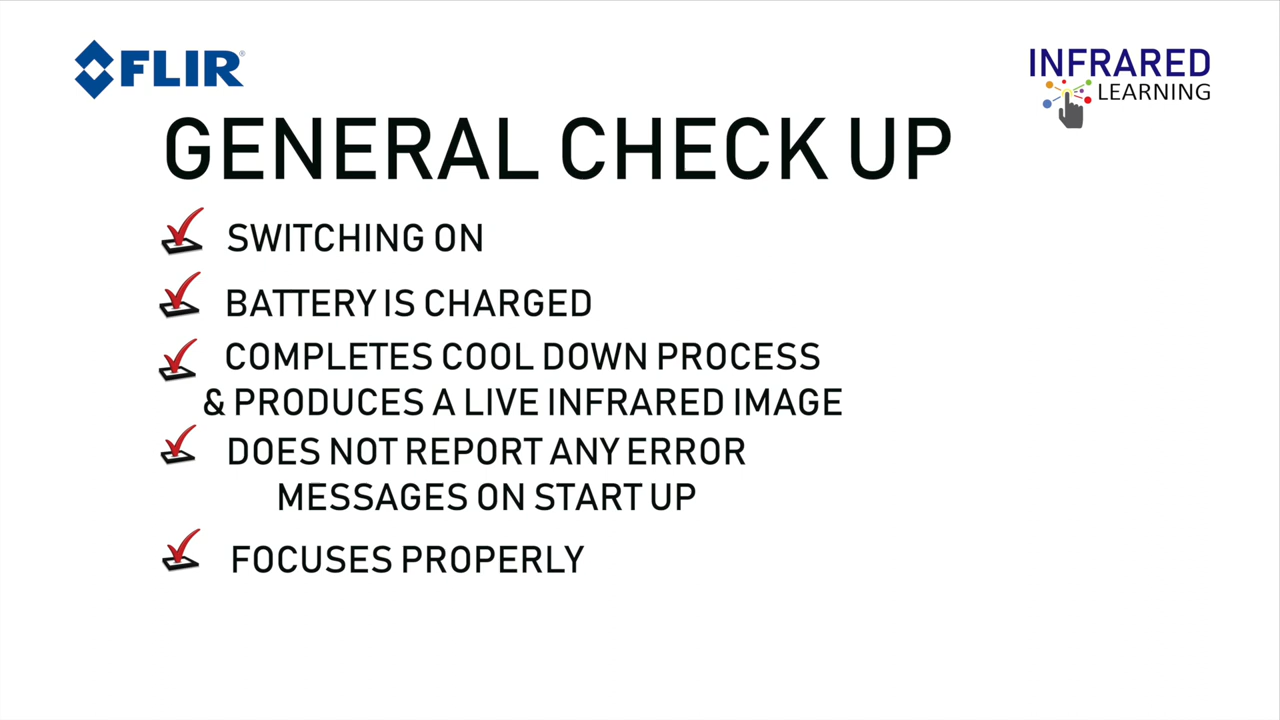 FLIR®
INFRARED
LEARNING
GENERAL CHECK UP
SWITCHING ON
BATTERY IS CHARGED
COMPLETES COOL DOWN PROCESS
& PRODUCES A LIVE INFRARED IMAGE
DOES NOT REPORT ANY ERROR
MESSAGES ON START UP
FOCUSES PROPERLY